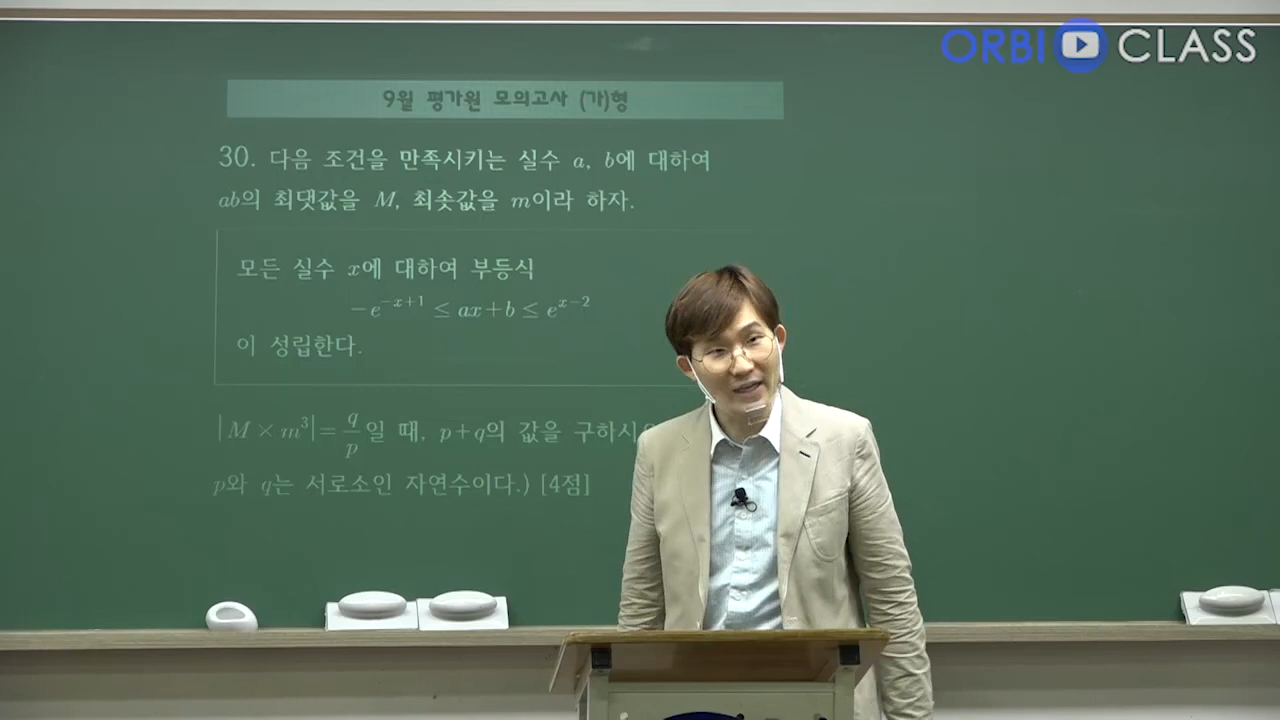 ORBI CLASS
9월 평가원 모의고사 (가)형
30. 다음 조건을 만족시키는 실수 a, b에 대하여
ab의 최댓값을 M, 최솟값을 m이라 하자.
모든 실수 x에 대하여 부등식
−e^{−x+1} ≤ ax+b ≤ e^{x−2}
이 성립한다.
|M×m³|=q/p일 때, p+q의 값을 구하시
p와 q는 서로소인 자연수이다.) [4점]